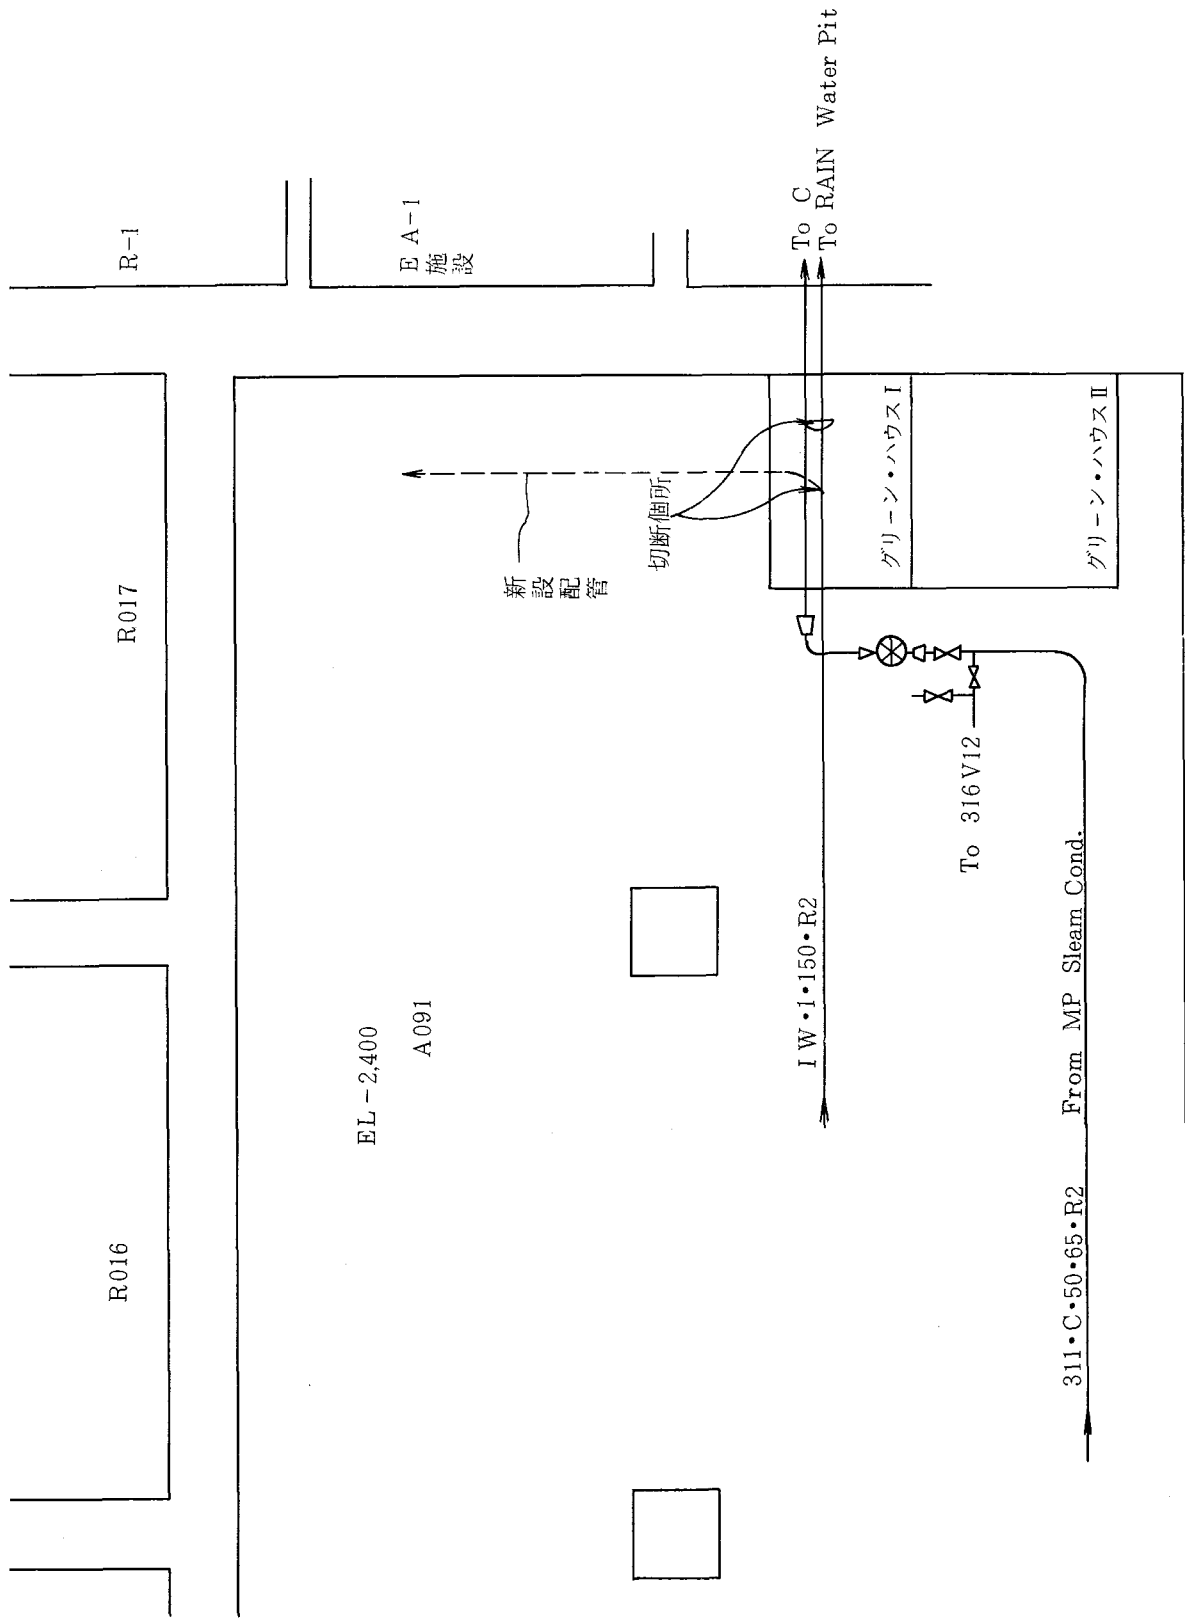 R016
R017
R-1
EA-1
施設
EL -2,400
A091
新設配管
切断個所
IW・1・150・R2
To C
To RAIN Water Pit
グリーン・ハウスI
グリーン・ハウスII
To 316V12
311・C・50・65・R2 From MP Sleam Cond.